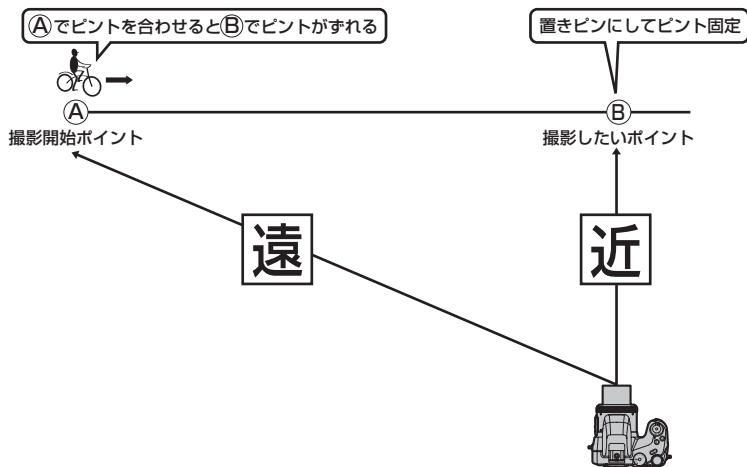 Ⓐでピントを合わせるとⒷでピントがずれる
置きピンにしてピント固定
Ⓐ
Ⓑ
撮影開始ポイント
撮影したいポイント
遠
近